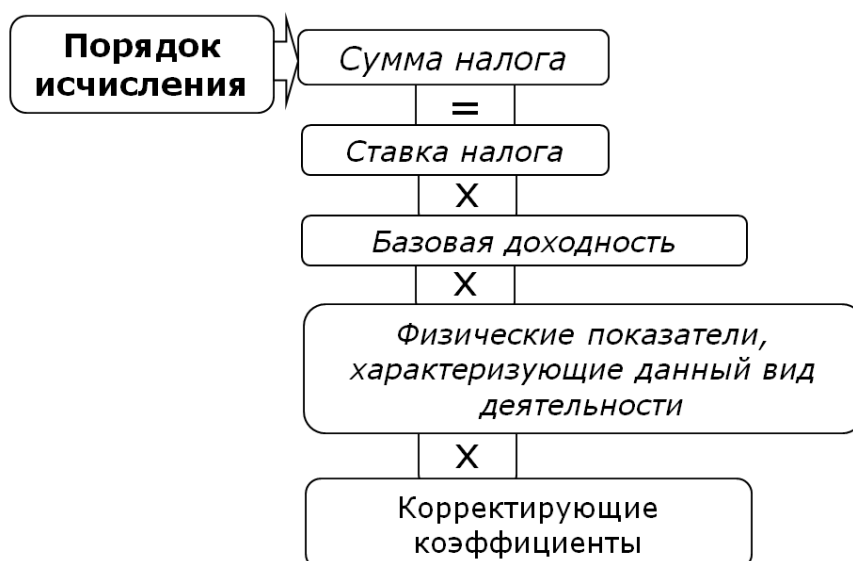 Порядок
исчисления
Сумма налога
=
Ставка налога
X
Базовая доходность
X
Физические показатели,
характеризующие данный вид
деятельности
X
Корректирующие
коэффициенты